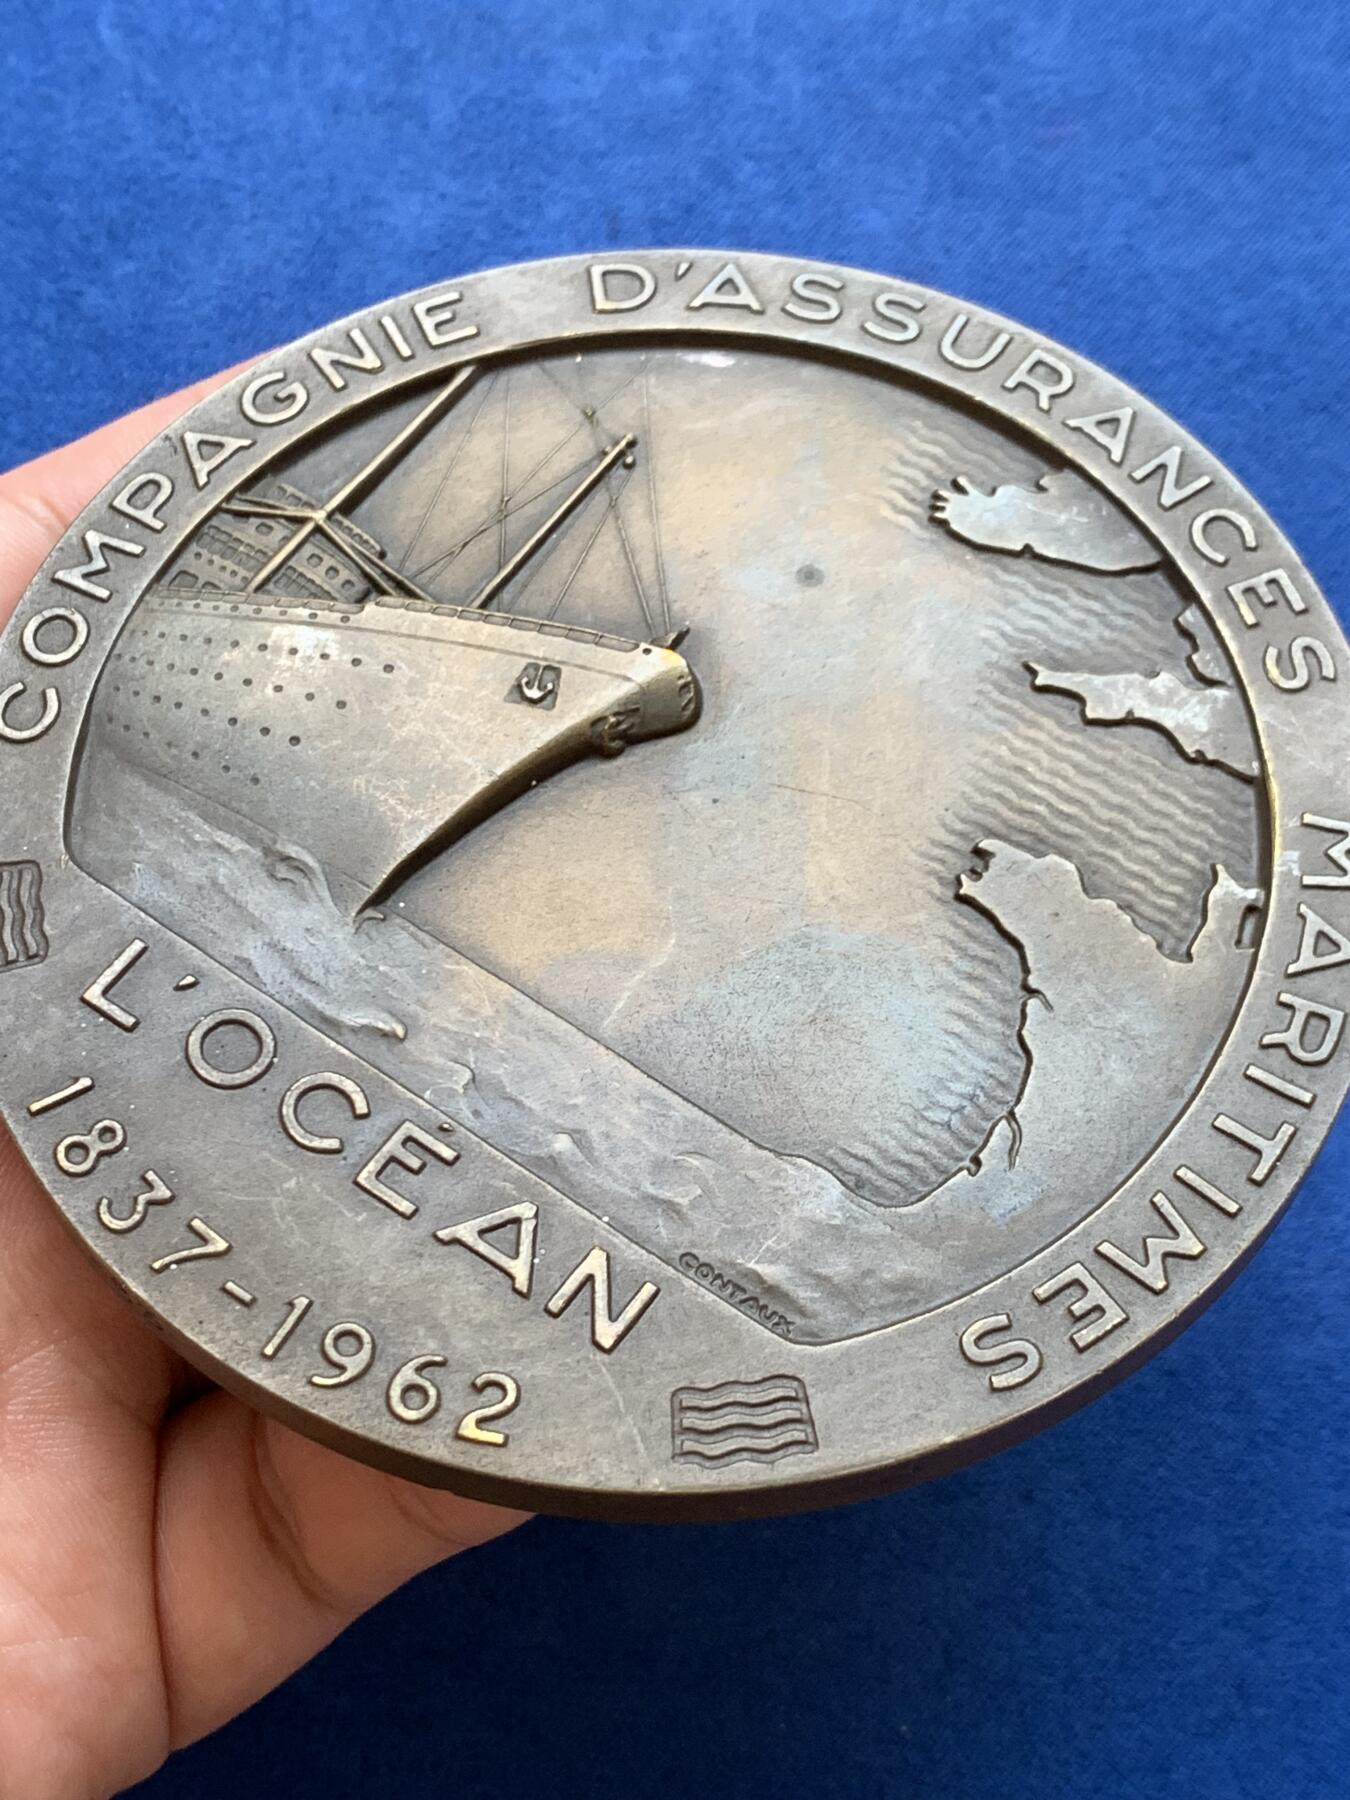 COMPAGNIE D'ASSURANCES MARITIMES
L'OCÉAN
1837-1962
CONTAUX